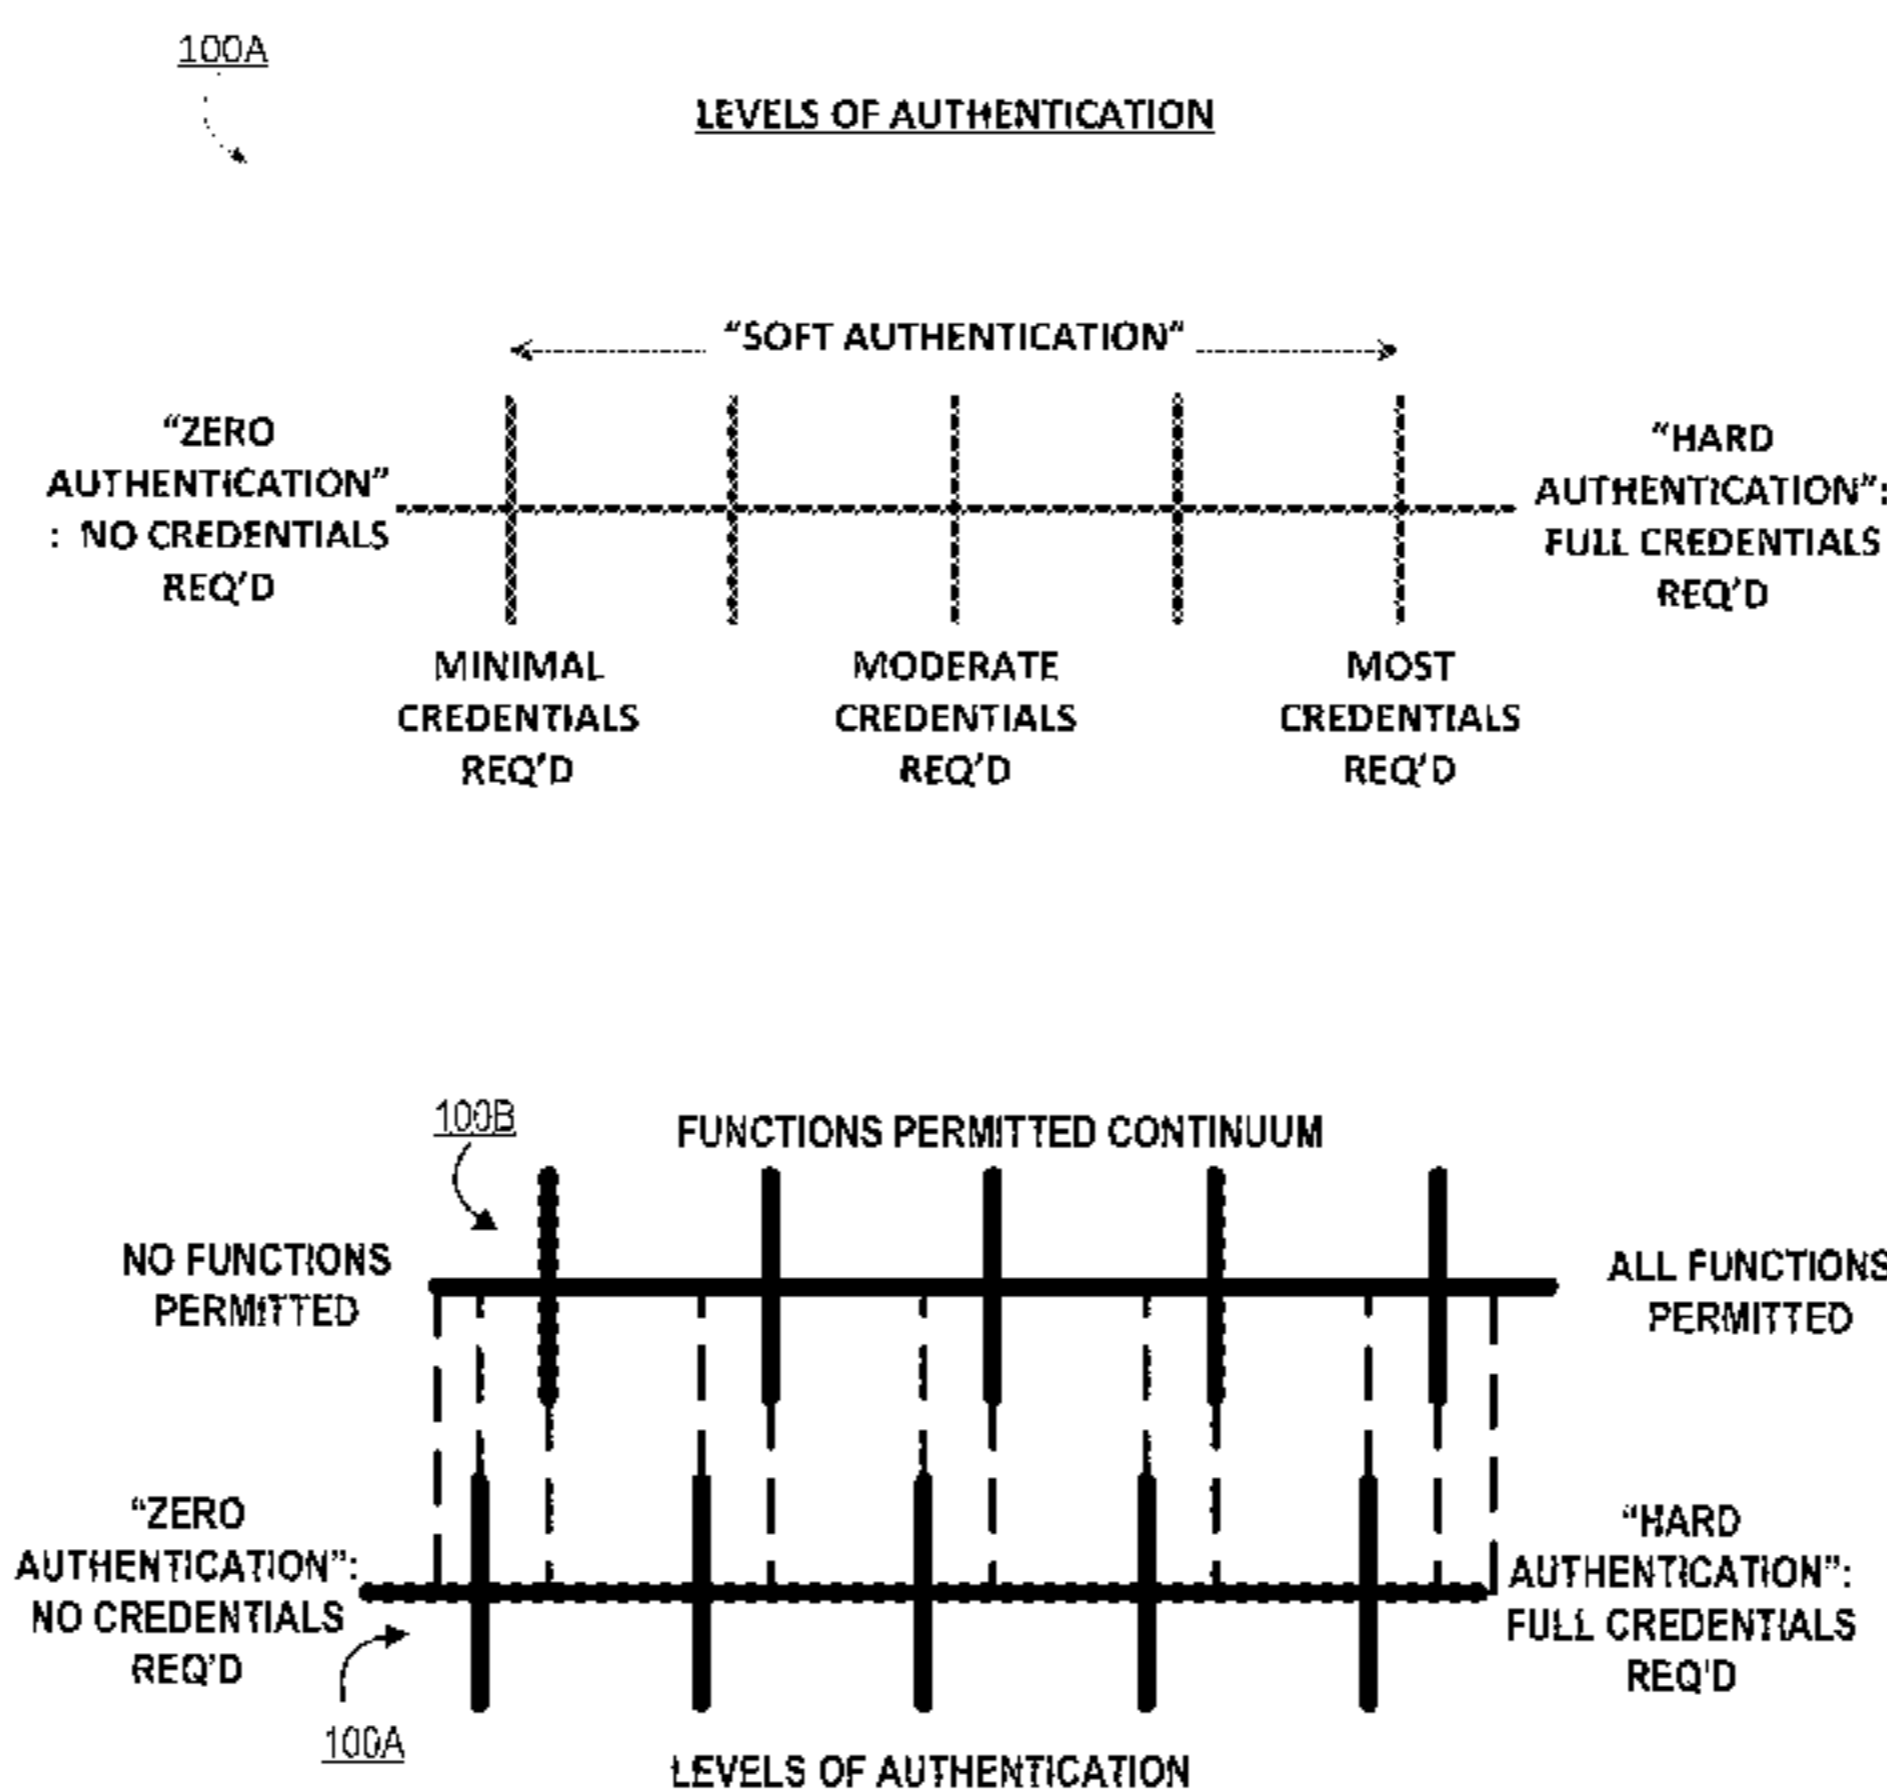 100A
LEVELS OF AUTHENTICATION
"SOFT AUTHENTICATION"
"ZERO
AUTHENTICATION"
: NO CREDENTIALS
REQ'D
"HARD
AUTHENTICATION":
FULL CREDENTIALS
REQ'D
MINIMAL
CREDENTIALS
REQ'D
MODERATE
CREDENTIALS
REQ'D
MOST
CREDENTIALS
REQ'D
100B
FUNCTIONS PERMITTED CONTINUUM
NO FUNCTIONS
PERMITTED
ALL FUNCTIONS
PERMITTED
"ZERO
AUTHENTICATION":
NO CREDENTIALS
REQ'D
"HARD
AUTHENTICATION":
FULL CREDENTIALS
REQ'D
100A
LEVELS OF AUTHENTICATION